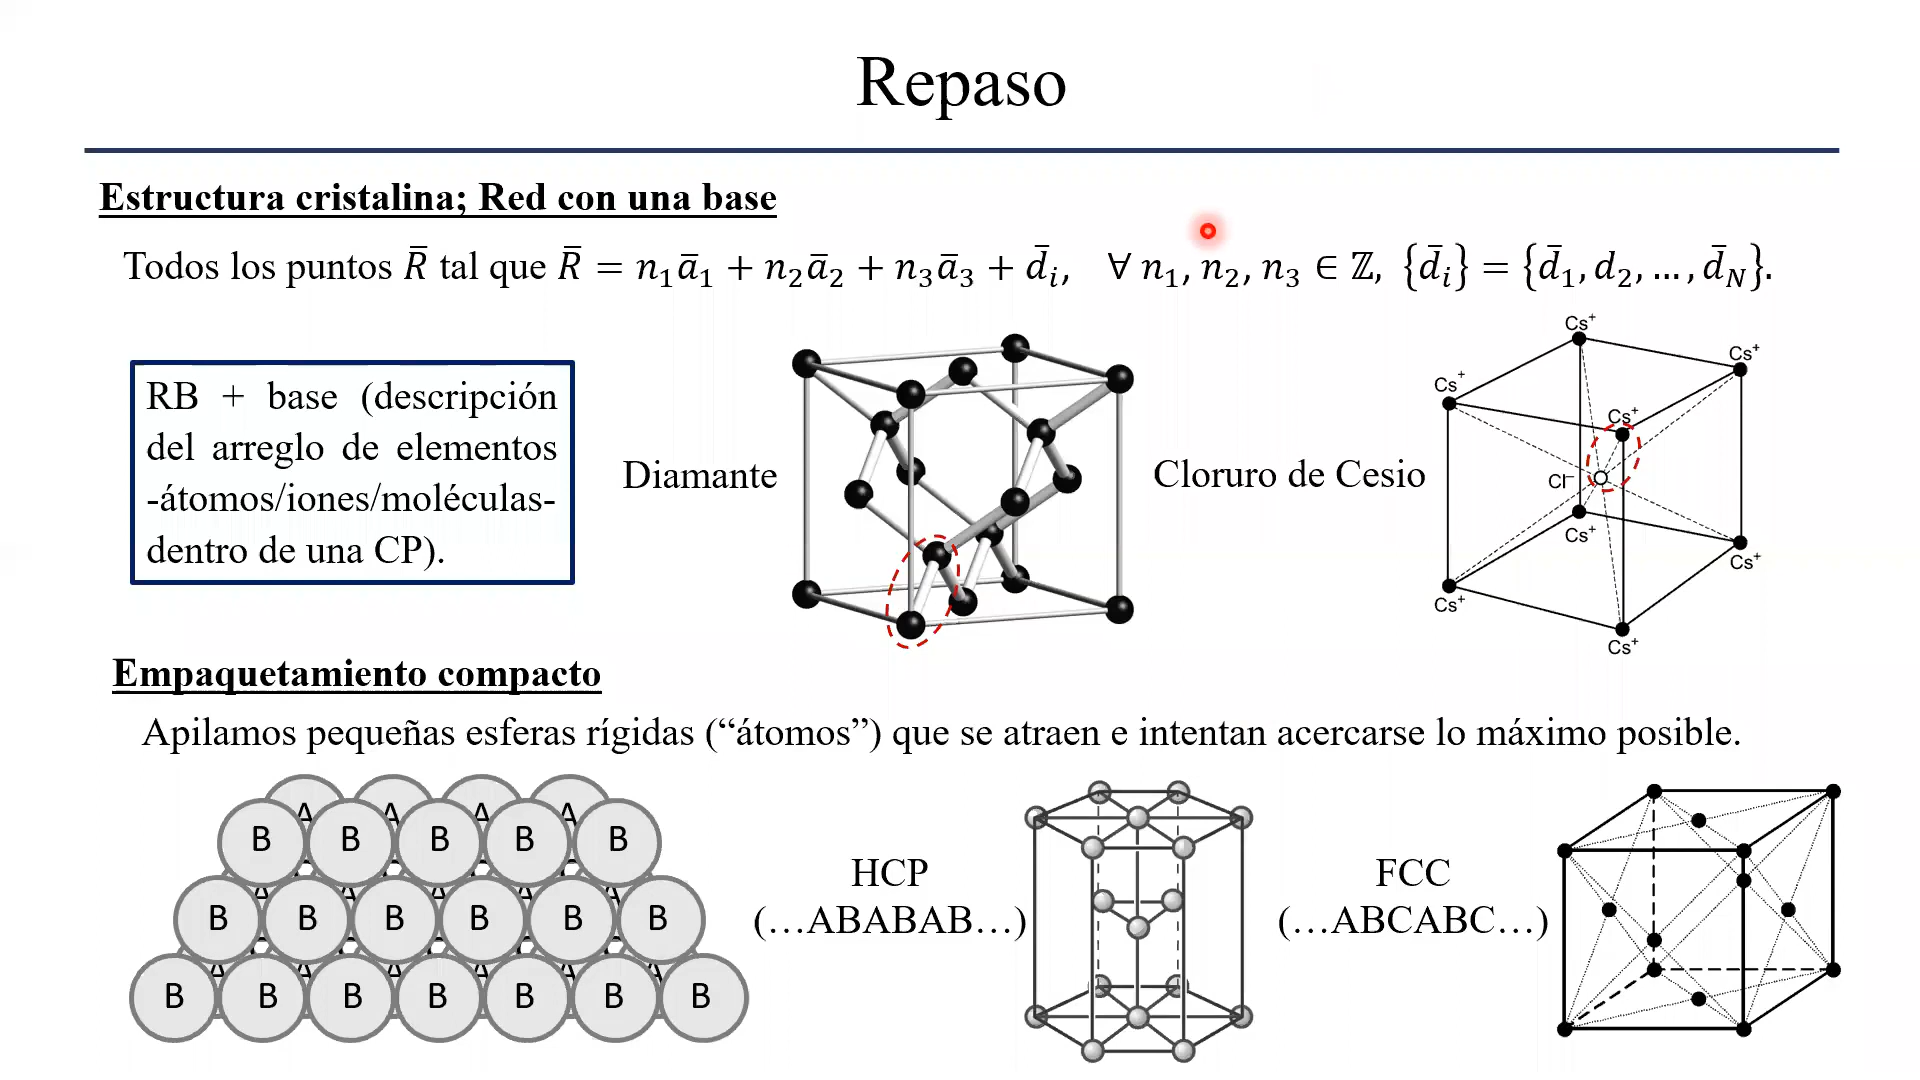 Repaso
Estructura cristalina; Red con una base
Todos los puntos R̄ tal que R̄ = n₁ā₁ + n₂ā₂ + n₃ā₃ + d̄ᵢ, ∀ n₁, n₂, n₃ ∈ ℤ, {d̄ᵢ} = {d̄₁, d₂, …, d̄_N}.
RB + base (descripción
del arreglo de elementos
-átomos/iones/moléculas-
dentro de una CP).
Diamante
Cloruro de Cesio
Cs⁺
Cs⁺
Cs⁺
Cs⁺
Cl⁻
Cs⁺
Cs⁺
Cs⁺
Cs⁺
Empaquetamiento compacto
Apilamos pequeñas esferas rígidas (“átomos”) que se atraen e intentan acercarse lo máximo posible.
A A A A
B B B B B
A A
B B B B B B
A A A
B B B B B B B
HCP
(…ABABAB…)
FCC
(…ABCABC…)